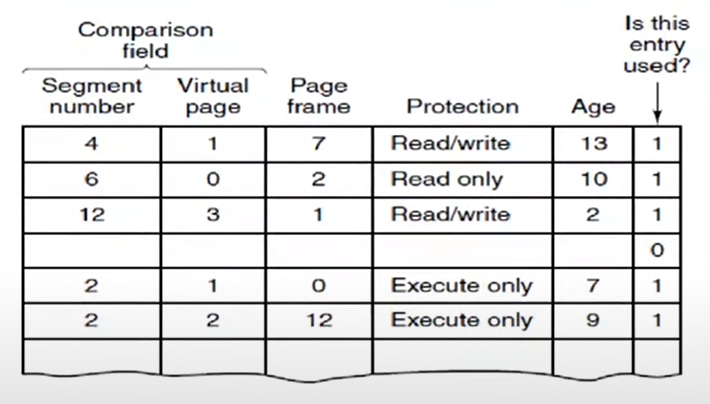 Comparison
field
Is this
entry
used?
Segment
number
Virtual
page
Page
frame
Protection
Age
4 1 7 Read/write 13 1
6 0 2 Read only 10 1
12 3 1 Read/write 2 1
0
2 1 0 Execute only 7 1
2 2 12 Execute only 9 1